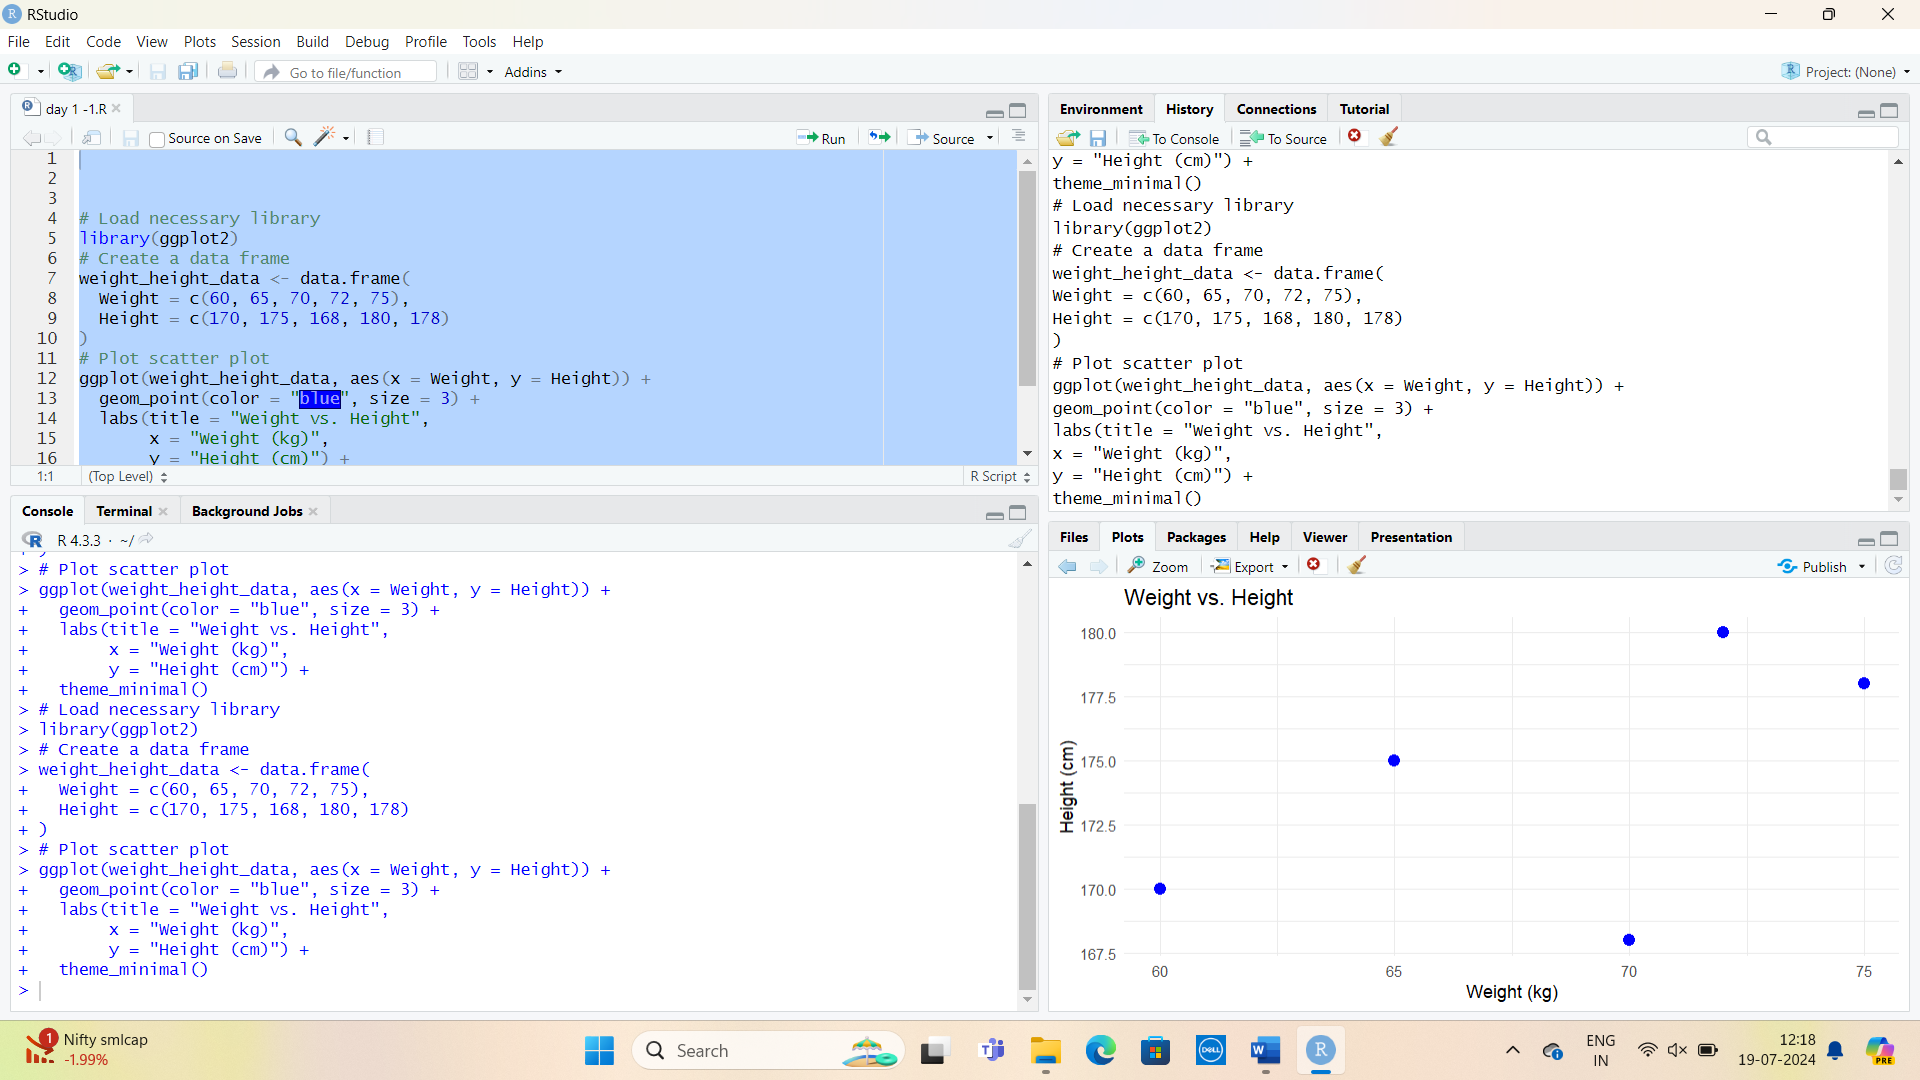 RStudio
File Edit Code View Plots Session Build Debug Profile Tools Help
Go to file/function Addins Project: (None)
day 1 -1.R
Source on Save Run Source
1
2
3
4 # Load necessary library
5 library(ggplot2)
6 # Create a data frame
7 weight_height_data <- data.frame(
8 Weight = c(60, 65, 70, 72, 75),
9 Height = c(170, 175, 168, 180, 178)
10 )
11 # Plot scatter plot
12 ggplot(weight_height_data, aes(x = Weight, y = Height)) +
13 geom_point(color = "blue", size = 3) +
14 labs(title = "Weight vs. Height",
15 x = "Weight (kg)",
16 y = "Height (cm)") +
1:1 (Top Level) R Script
Console Terminal Background Jobs
R 4.3.3 · ~/
> # Plot scatter plot
> ggplot(weight_height_data, aes(x = Weight, y = Height)) +
+ geom_point(color = "blue", size = 3) +
+ labs(title = "Weight vs. Height",
+ x = "Weight (kg)",
+ y = "Height (cm)") +
+ theme_minimal()
> # Load necessary library
> library(ggplot2)
> # Create a data frame
> weight_height_data <- data.frame(
+ Weight = c(60, 65, 70, 72, 75),
+ Height = c(170, 175, 168, 180, 178)
+ )
> # Plot scatter plot
> ggplot(weight_height_data, aes(x = Weight, y = Height)) +
+ geom_point(color = "blue", size = 3) +
+ labs(title = "Weight vs. Height",
+ x = "Weight (kg)",
+ y = "Height (cm)") +
+ theme_minimal()
>
Environment History Connections Tutorial
To Console To Source
y = "Height (cm)") +
theme_minimal()
# Load necessary library
library(ggplot2)
# Create a data frame
weight_height_data <- data.frame(
Weight = c(60, 65, 70, 72, 75),
Height = c(170, 175, 168, 180, 178)
)
# Plot scatter plot
ggplot(weight_height_data, aes(x = Weight, y = Height)) +
geom_point(color = "blue", size = 3) +
labs(title = "Weight vs. Height",
x = "Weight (kg)",
y = "Height (cm)") +
theme_minimal()
Files Plots Packages Help Viewer Presentation
Zoom Export Publish
Weight vs. Height
180.0
177.5
175.0
172.5
170.0
167.5
Height (cm)
60 65 70 75
Weight (kg)
1
Nifty smlcap
-1.99%
Search
DELL
W
R
ENG
IN
12:18
19-07-2024
PRE